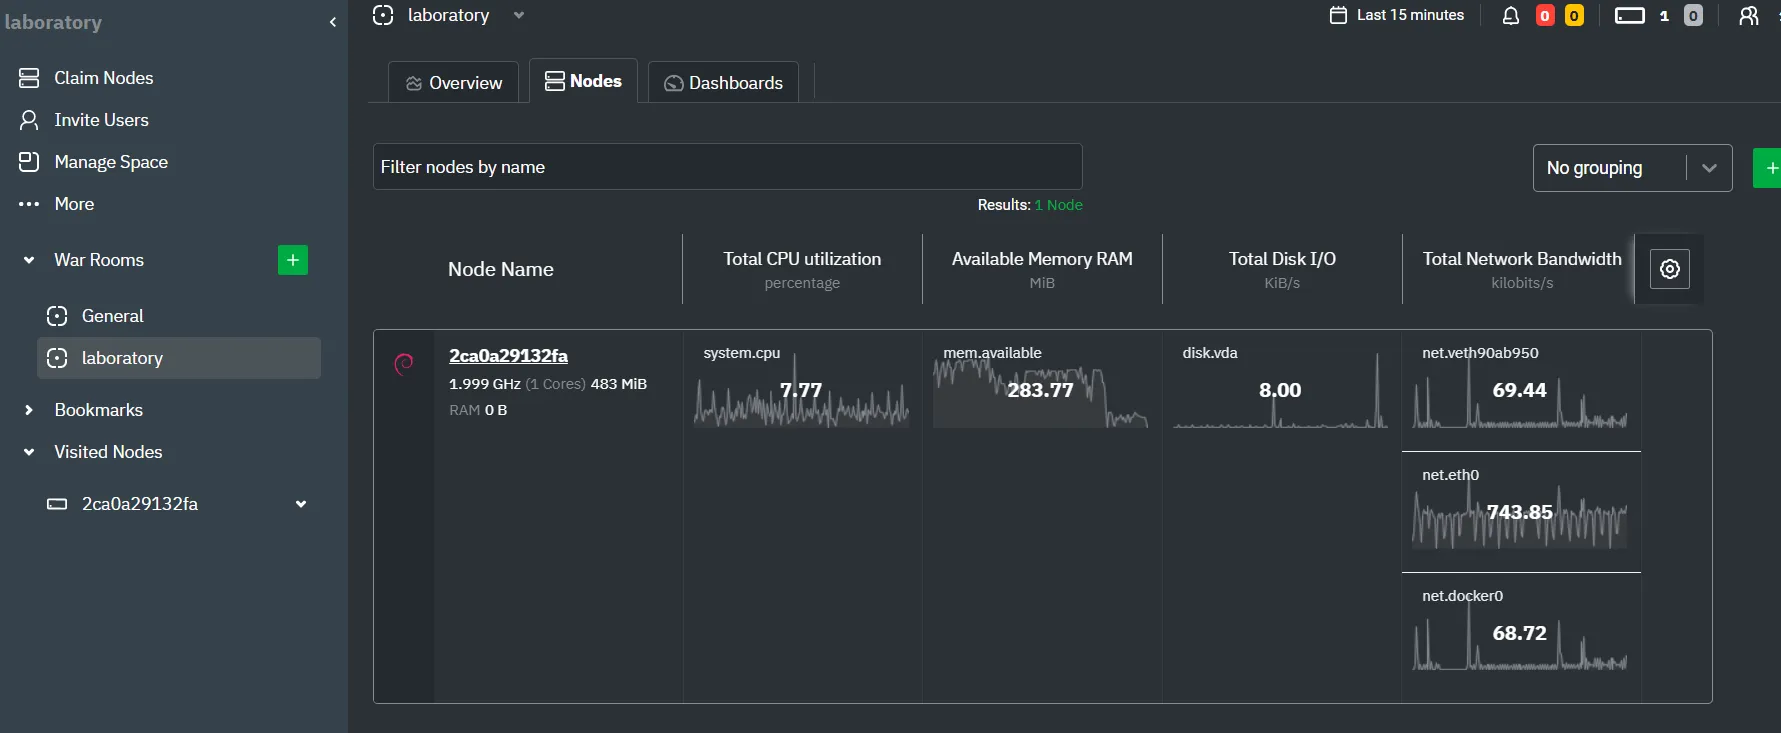 laboratory
Claim Nodes
Invite Users
Manage Space
More
War Rooms
General
laboratory
Bookmarks
Visited Nodes
2ca0a29132fa
laboratory
Last 15 minutes
0
0
1
0
Overview
Nodes
Dashboards
Filter nodes by name
No grouping
Results: 1 Node
Node Name
Total CPU utilization
percentage
Available Memory RAM
MiB
Total Disk I/O
KiB/s
Total Network Bandwidth
kilobits/s
2ca0a29132fa
1.999 GHz (1 Cores) 483 MiB
RAM 0 B
system.cpu
7.77
mem.available
283.77
disk.vda
8.00
net.veth90ab950
69.44
net.eth0
743.85
net.docker0
68.72